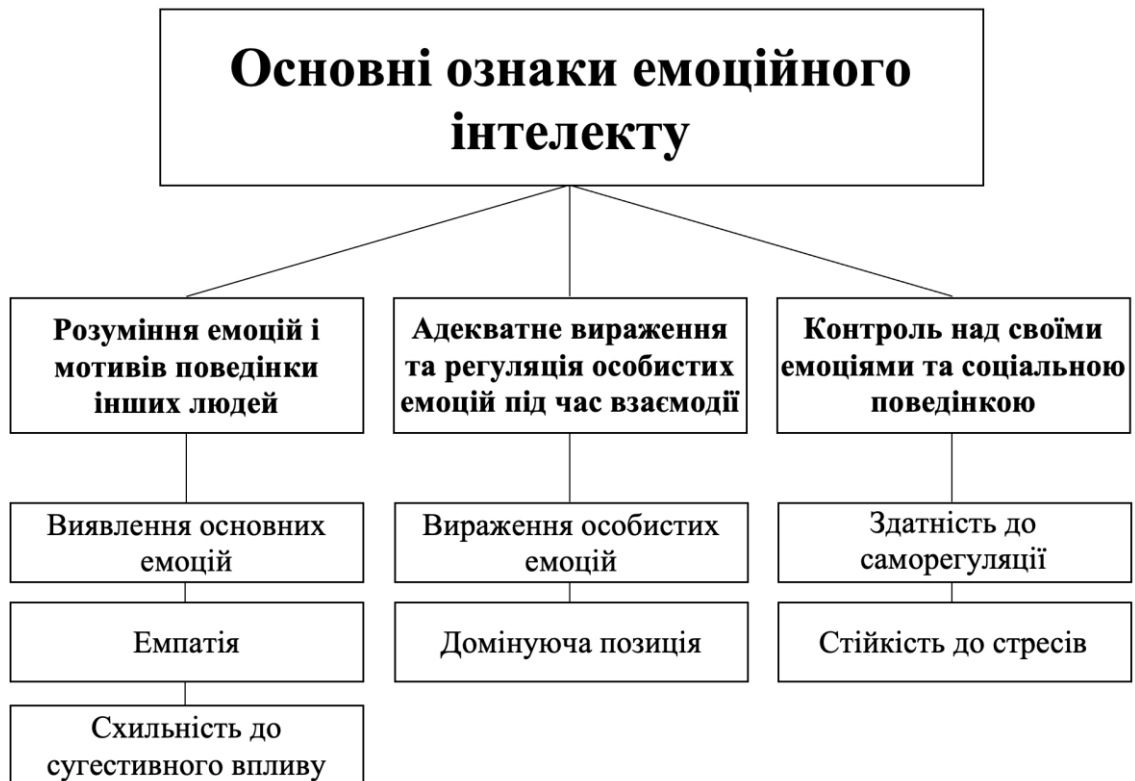 Основні ознаки емоційного
інтелекту
Розуміння емоцій і
мотивів поведінки
інших людей
Адекватне вираження
та регуляція особистих
емоцій під час взаємодії
Контроль над своїми
емоціями та соціальною
поведінкою
Виявлення основних
емоцій
Вираження особистих
емоцій
Здатність до
саморегуляції
Емпатія
Домінуюча позиція
Стійкість до стресів
Схильність до
сугестивного впливу